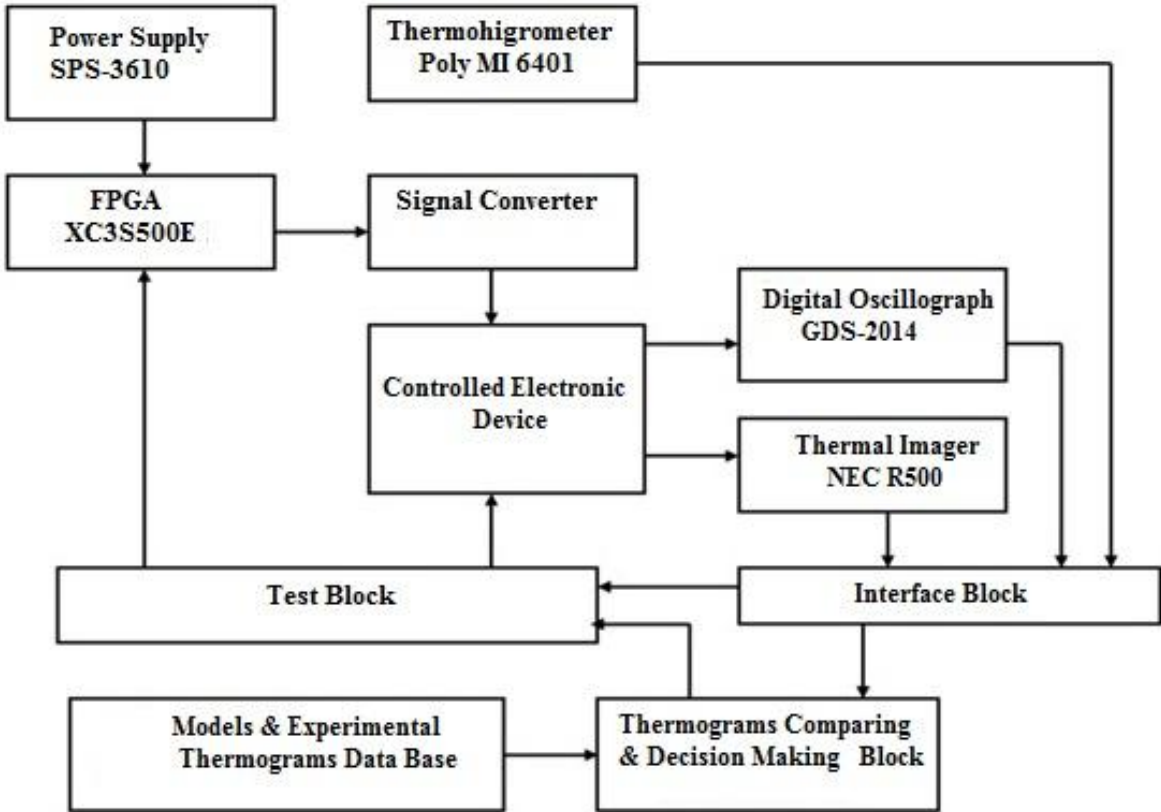 Power Supply
SPS-3610
Thermohigrometer
Poly MI 6401
FPGA
XC3S500E
Signal Converter
Digital Oscillograph
GDS-2014
Controlled Electronic
Device
Thermal Imager
NEC R500
Test Block
Interface Block
Models & Experimental
Thermograms Data Base
Thermograms Comparing
& Decision Making Block